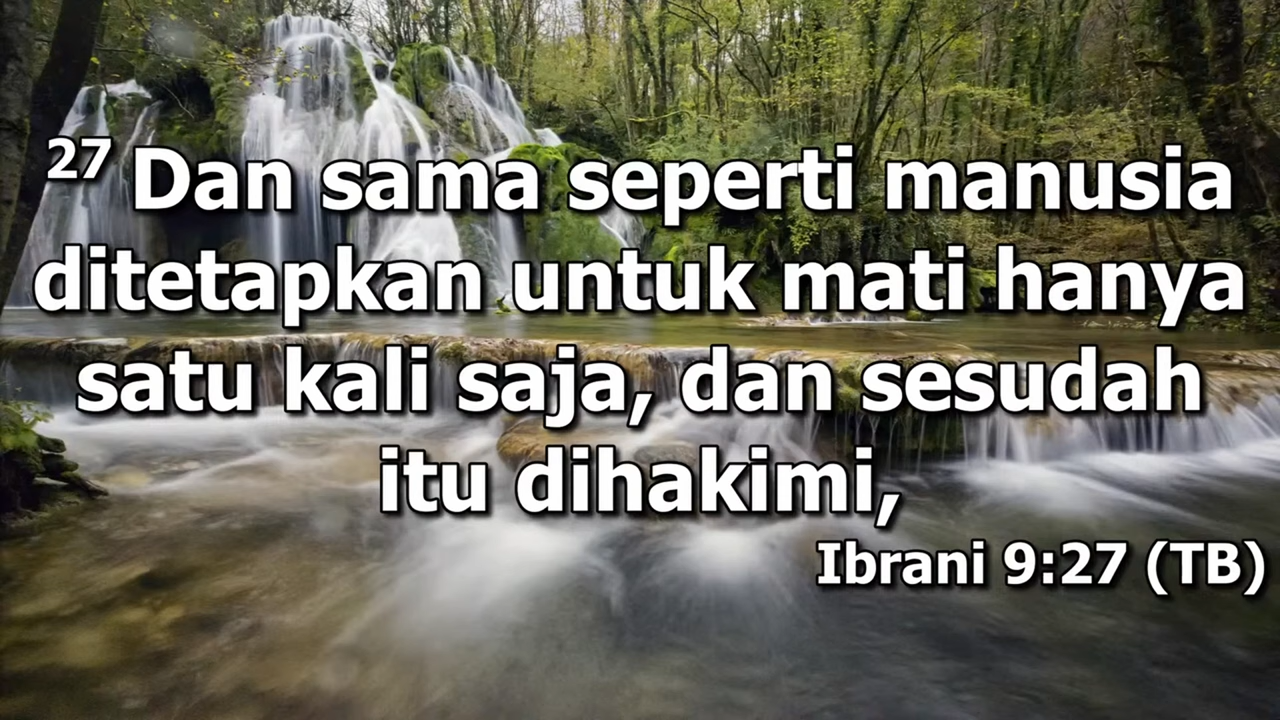 27 Dan sama seperti manusia
ditetapkan untuk mati hanya
satu kali saja, dan sesudah
itu dihakimi,
Ibrani 9:27 (TB)